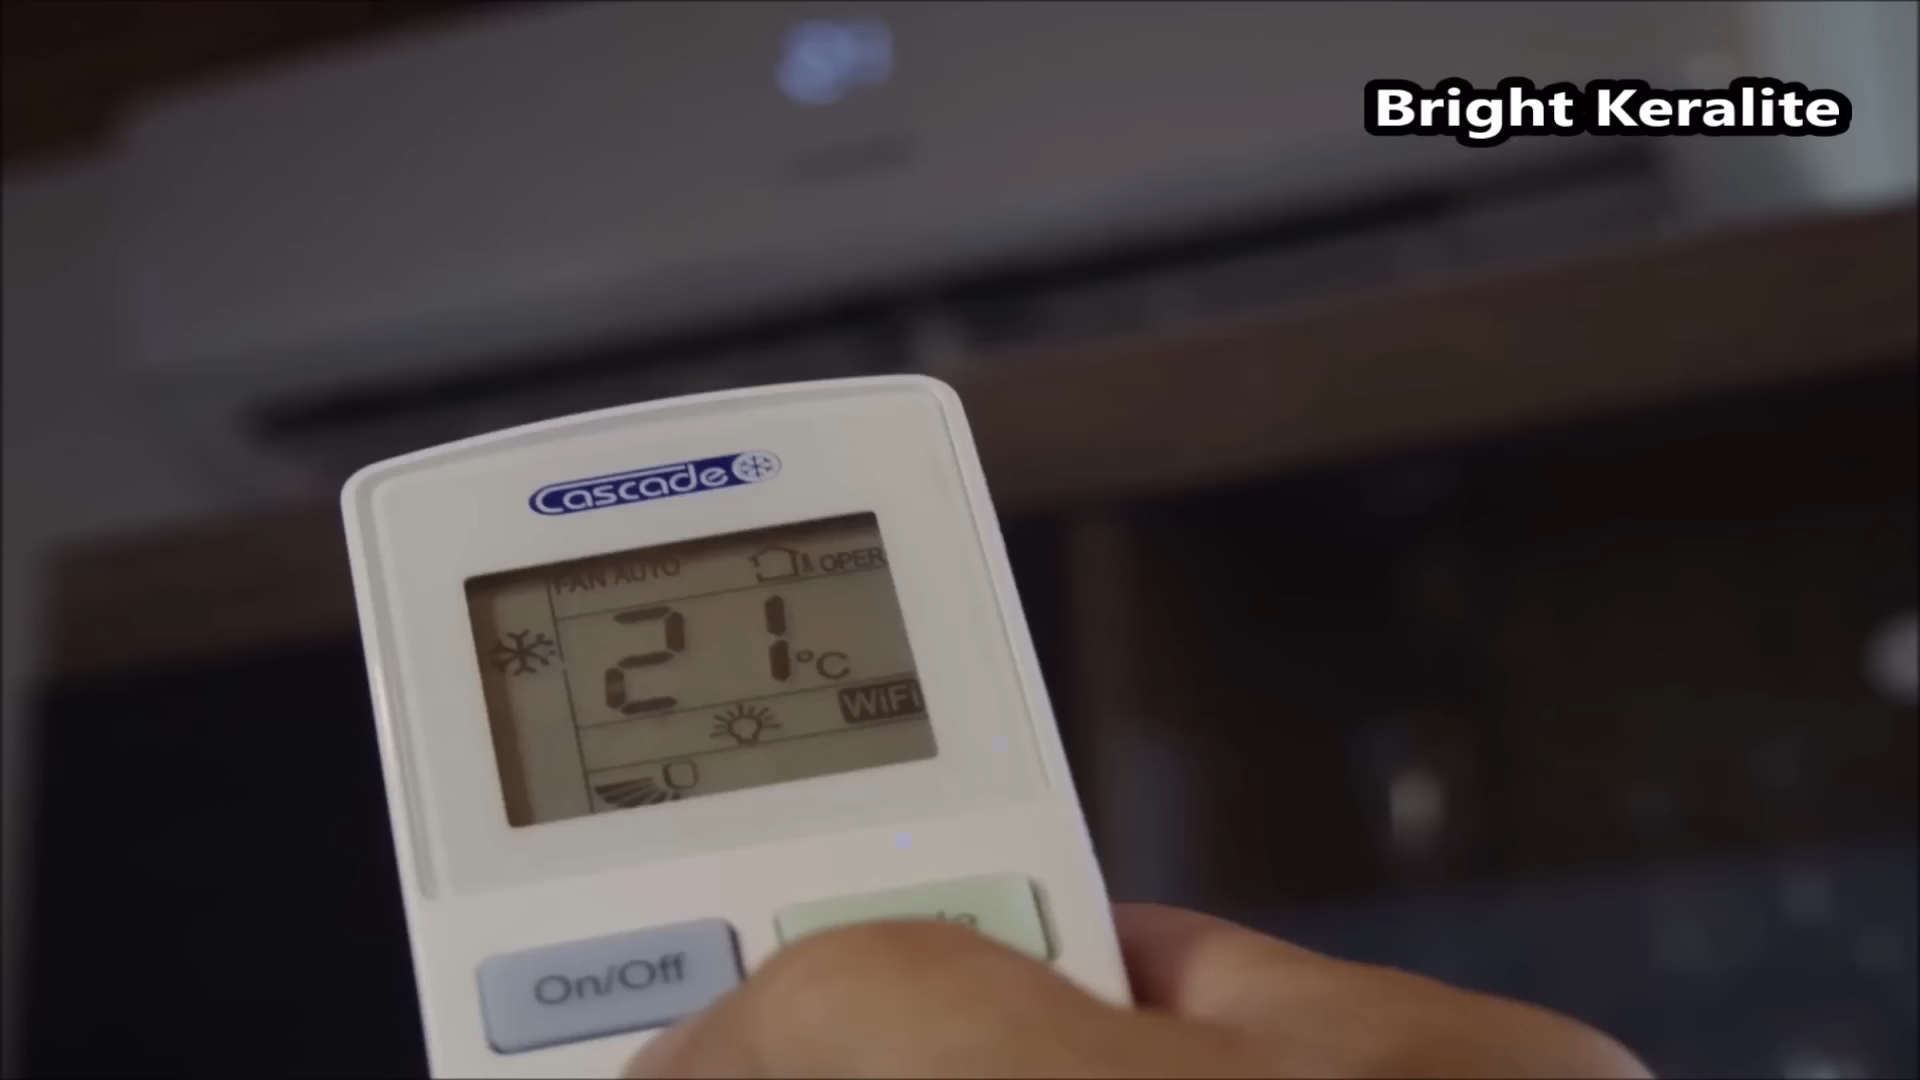 Bright Keralite
Cascade
FAN AUTO
OPER
21°C
WiFi
On/Off